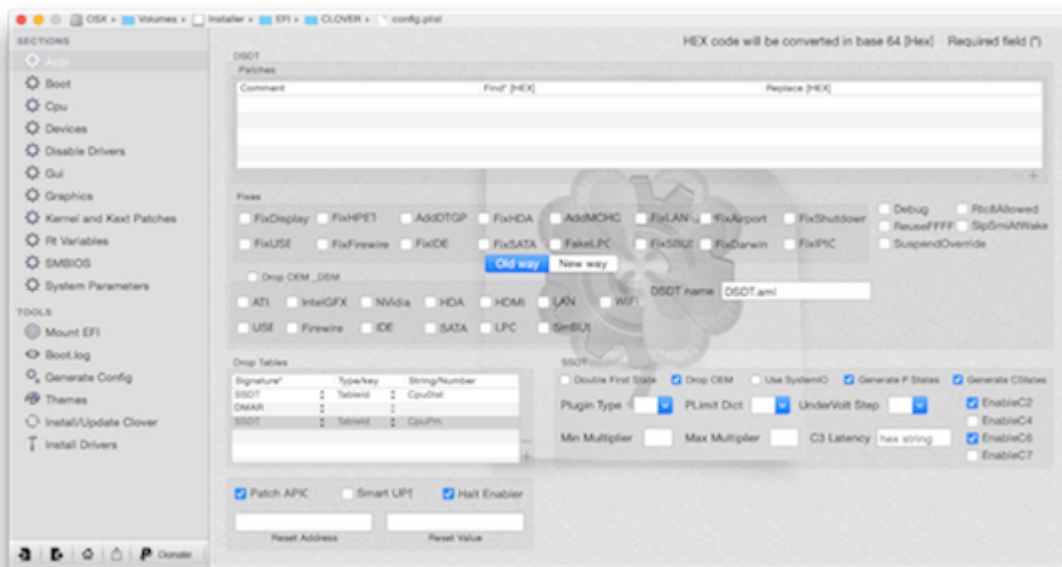 OSX Volumes Installer EFI CLOVER config.plist
SECTIONS
HEX code will be converted in base 64 [Hex] Required field (*)
Acpi
Boot
Cpu
Devices
Disable Drivers
Gui
Graphics
Kernel and Kext Patches
Rt Variables
SMBIOS
System Parameters
TOOLS
Mount EFI
Boot.log
Generate Config
Themes
Install/Update Clover
Install Drivers
Donate
DSDT
Patches
Comment Find* [HEX] Replace [HEX]
Fixes
FixDisplay FixHPET AddDTGP FixHDA AddMCHC FixLAN FixAirport FixShutdown
FixUSB FixFirewire FixIDE FixSATA FakeLPC FixSBUS FixDarwin FixIPIC
Debug Rtc8Allowed
ReuseFFFF SlpSmiAtWake
SuspendOverride
Old way New way
Drop OEM _DSM
ATI IntelGFX NVidia HDA HDMI LAN WIFI
USB Firewire IDE SATA LPC SmBUS
DSDT name DSDT.aml
Drop Tables
Signature* Type/key String/Number
SSDT TableId CpuStat
DMAR
SSDT TableId CpuPm
SSDT
Double First State Drop OEM Use SystemIO Generate P States Generate CStates
Plugin Type PLimit Dict UnderVolt Step
EnableC2
EnableC4
EnableC6
EnableC7
Min Multiplier Max Multiplier C3 Latency hex string
Patch APIC Smart UPS Halt Enabler
Reset Address Reset Value